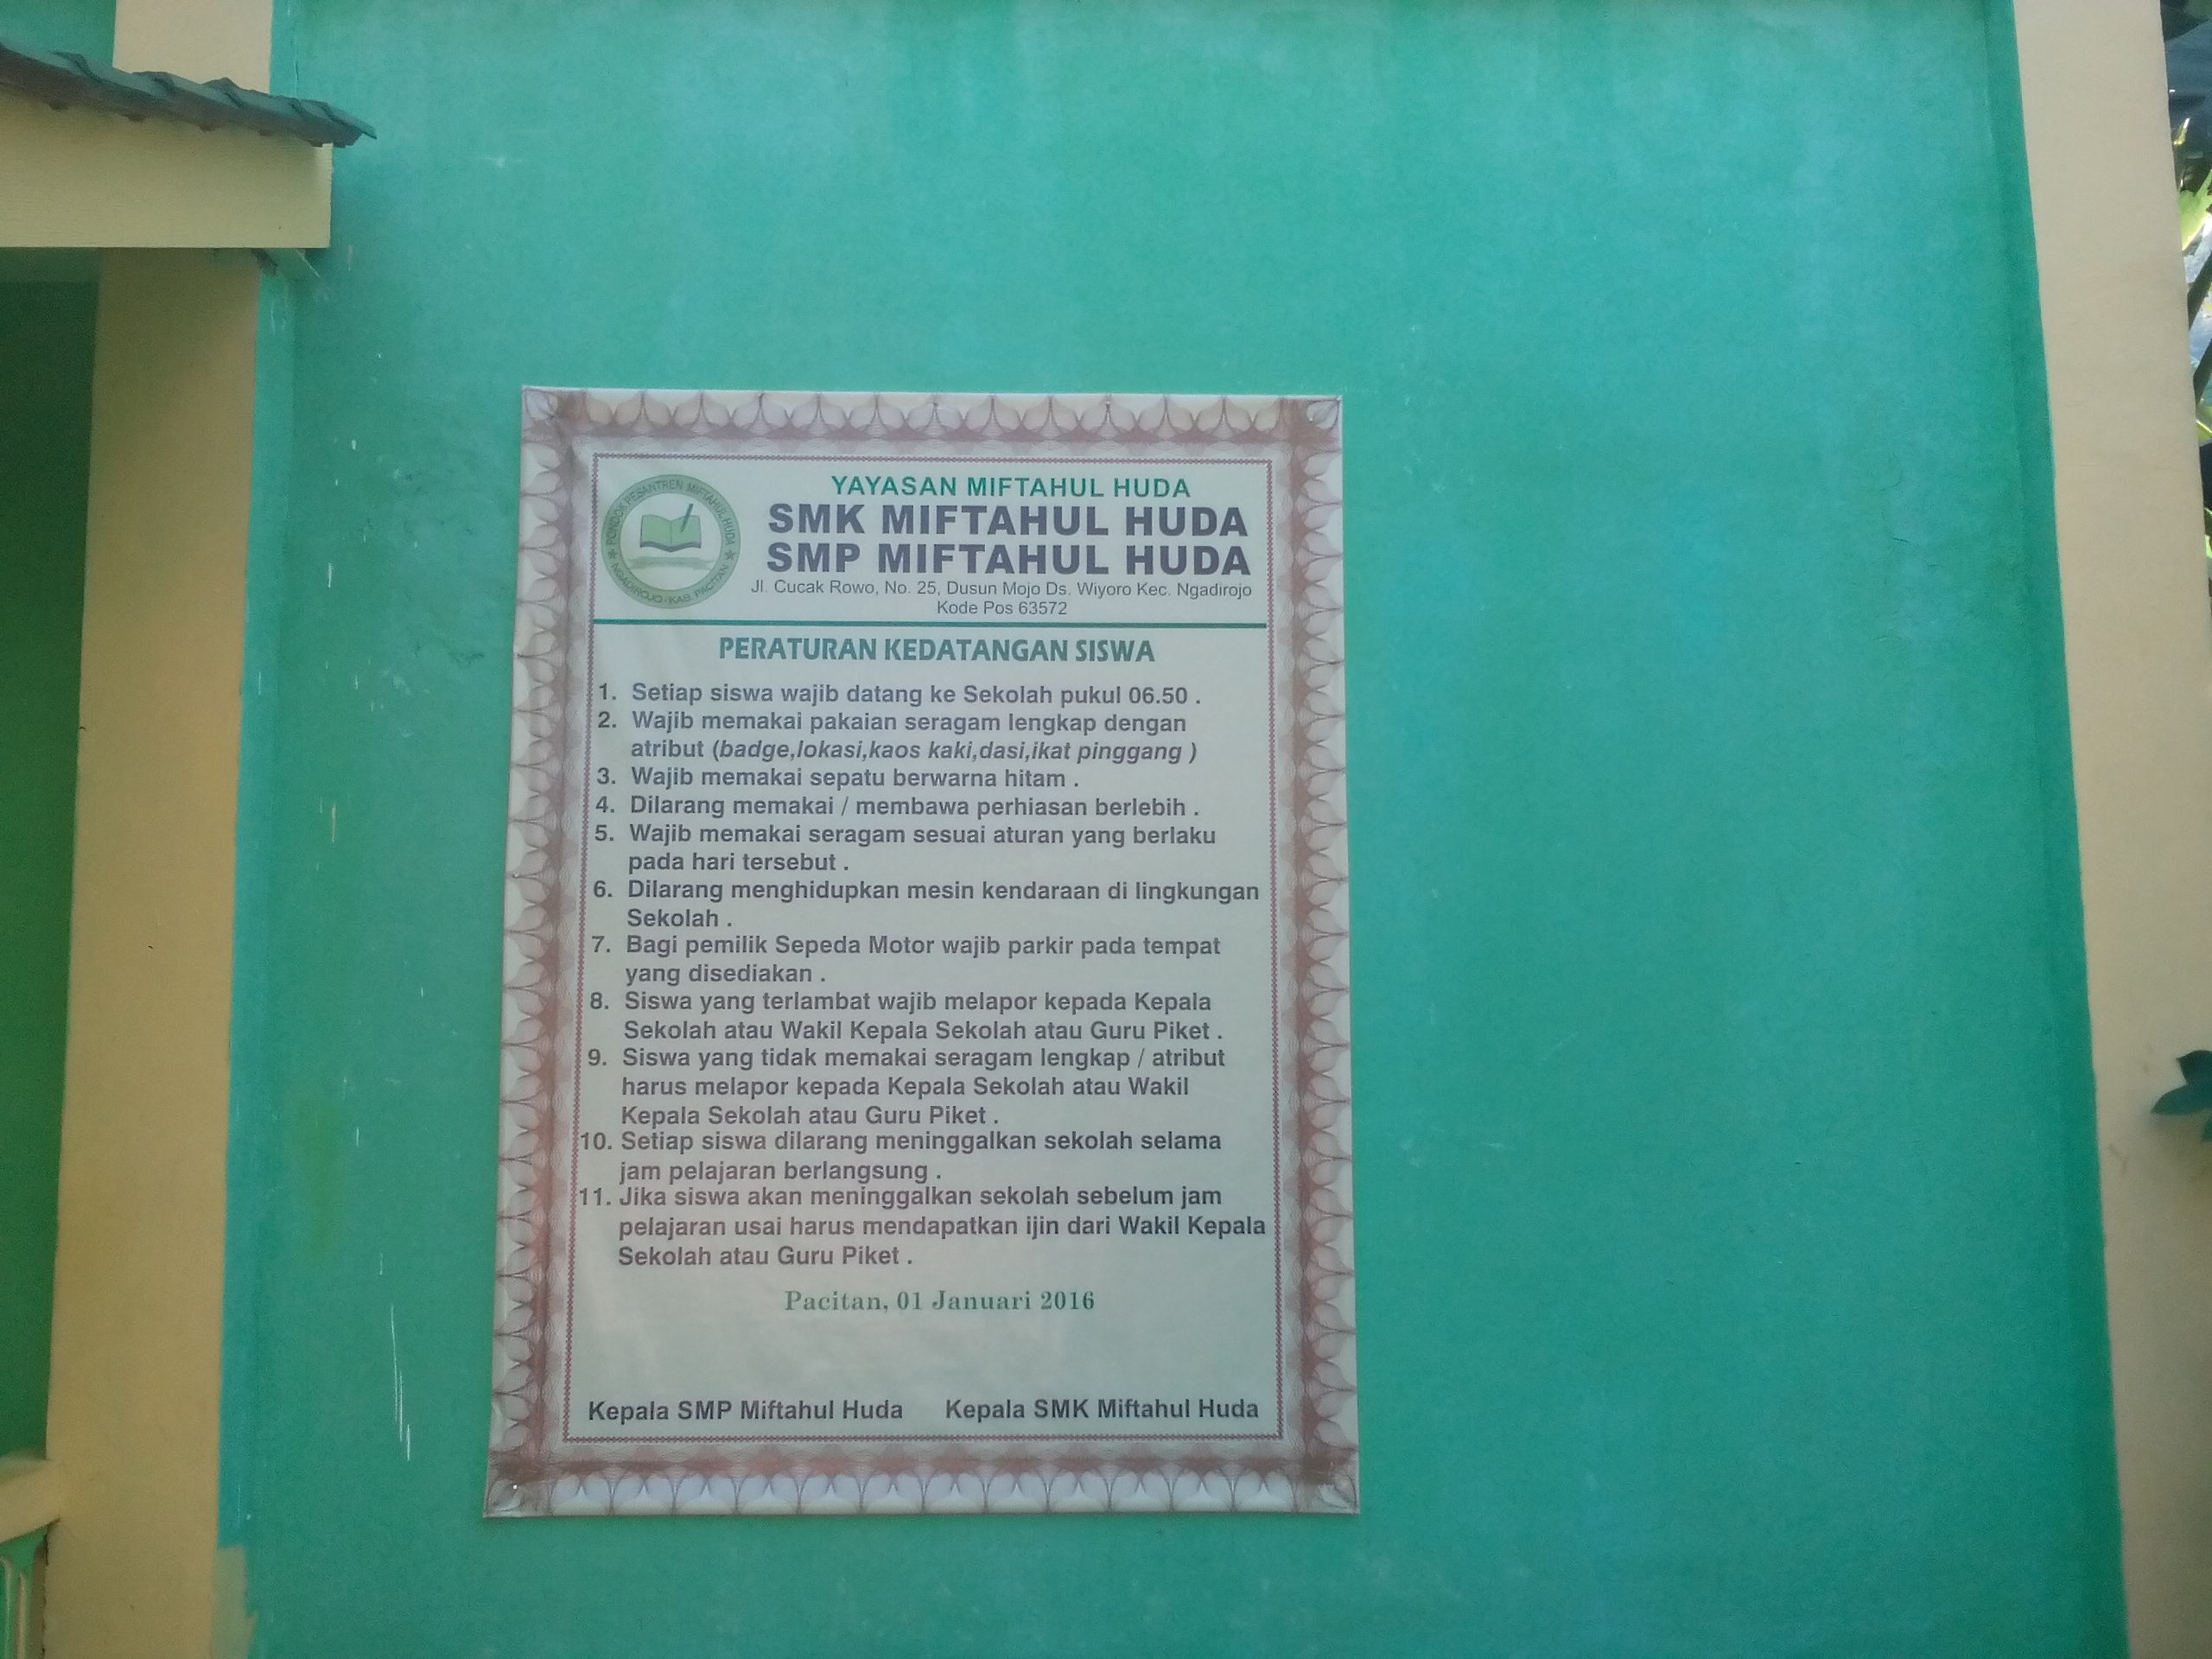 PONDOK PESANTREN MIFTAHUL HUDA
NGADIROJO - KAB. PACITAN
YAYASAN MIFTAHUL HUDA
SMK MIFTAHUL HUDA
SMP MIFTAHUL HUDA
Jl. Cucak Rowo, No. 25, Dusun Mojo Ds. Wiyoro Kec. Ngadirojo
Kode Pos 63572
PERATURAN KEDATANGAN SISWA
1. Setiap siswa wajib datang ke Sekolah pukul 06.50 .
2. Wajib memakai pakaian seragam lengkap dengan
atribut (badge,lokasi,kaos kaki,dasi,ikat pinggang )
3. Wajib memakai sepatu berwarna hitam .
4. Dilarang memakai / membawa perhiasan berlebih .
5. Wajib memakai seragam sesuai aturan yang berlaku
pada hari tersebut .
6. Dilarang menghidupkan mesin kendaraan di lingkungan
Sekolah .
7. Bagi pemilik Sepeda Motor wajib parkir pada tempat
yang disediakan .
8. Siswa yang terlambat wajib melapor kepada Kepala
Sekolah atau Wakil Kepala Sekolah atau Guru Piket .
9. Siswa yang tidak memakai seragam lengkap / atribut
harus melapor kepada Kepala Sekolah atau Wakil
Kepala Sekolah atau Guru Piket .
10. Setiap siswa dilarang meninggalkan sekolah selama
jam pelajaran berlangsung .
11. Jika siswa akan meninggalkan sekolah sebelum jam
pelajaran usai harus mendapatkan ijin dari Wakil Kepala
Sekolah atau Guru Piket .
Pacitan, 01 Januari 2016
Kepala SMP Miftahul Huda Kepala SMK Miftahul Huda